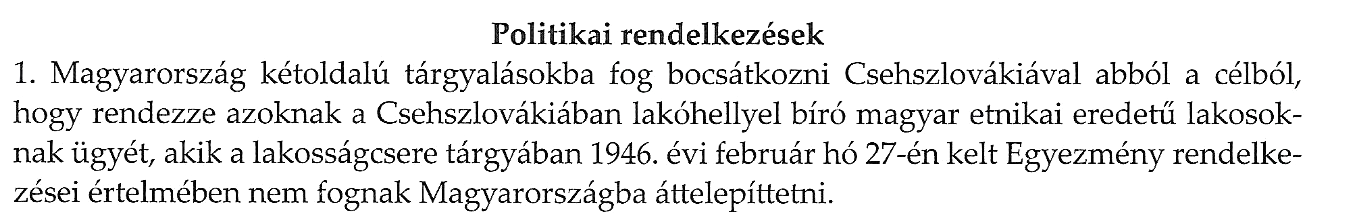 Politikai rendelkezések
1. Magyarország kétoldalú tárgyalásokba fog bocsátkozni Csehszlovákiával abból a célból,
hogy rendezze azoknak a Csehszlovákiában lakóhellyel bíró magyar etnikai eredetű lakosok-
nak ügyét, akik a lakosságcsere tárgyában 1946. évi február hó 27-én kelt Egyezmény rendelke-
zései értelmében nem fognak Magyarországba áttelepíttetni.